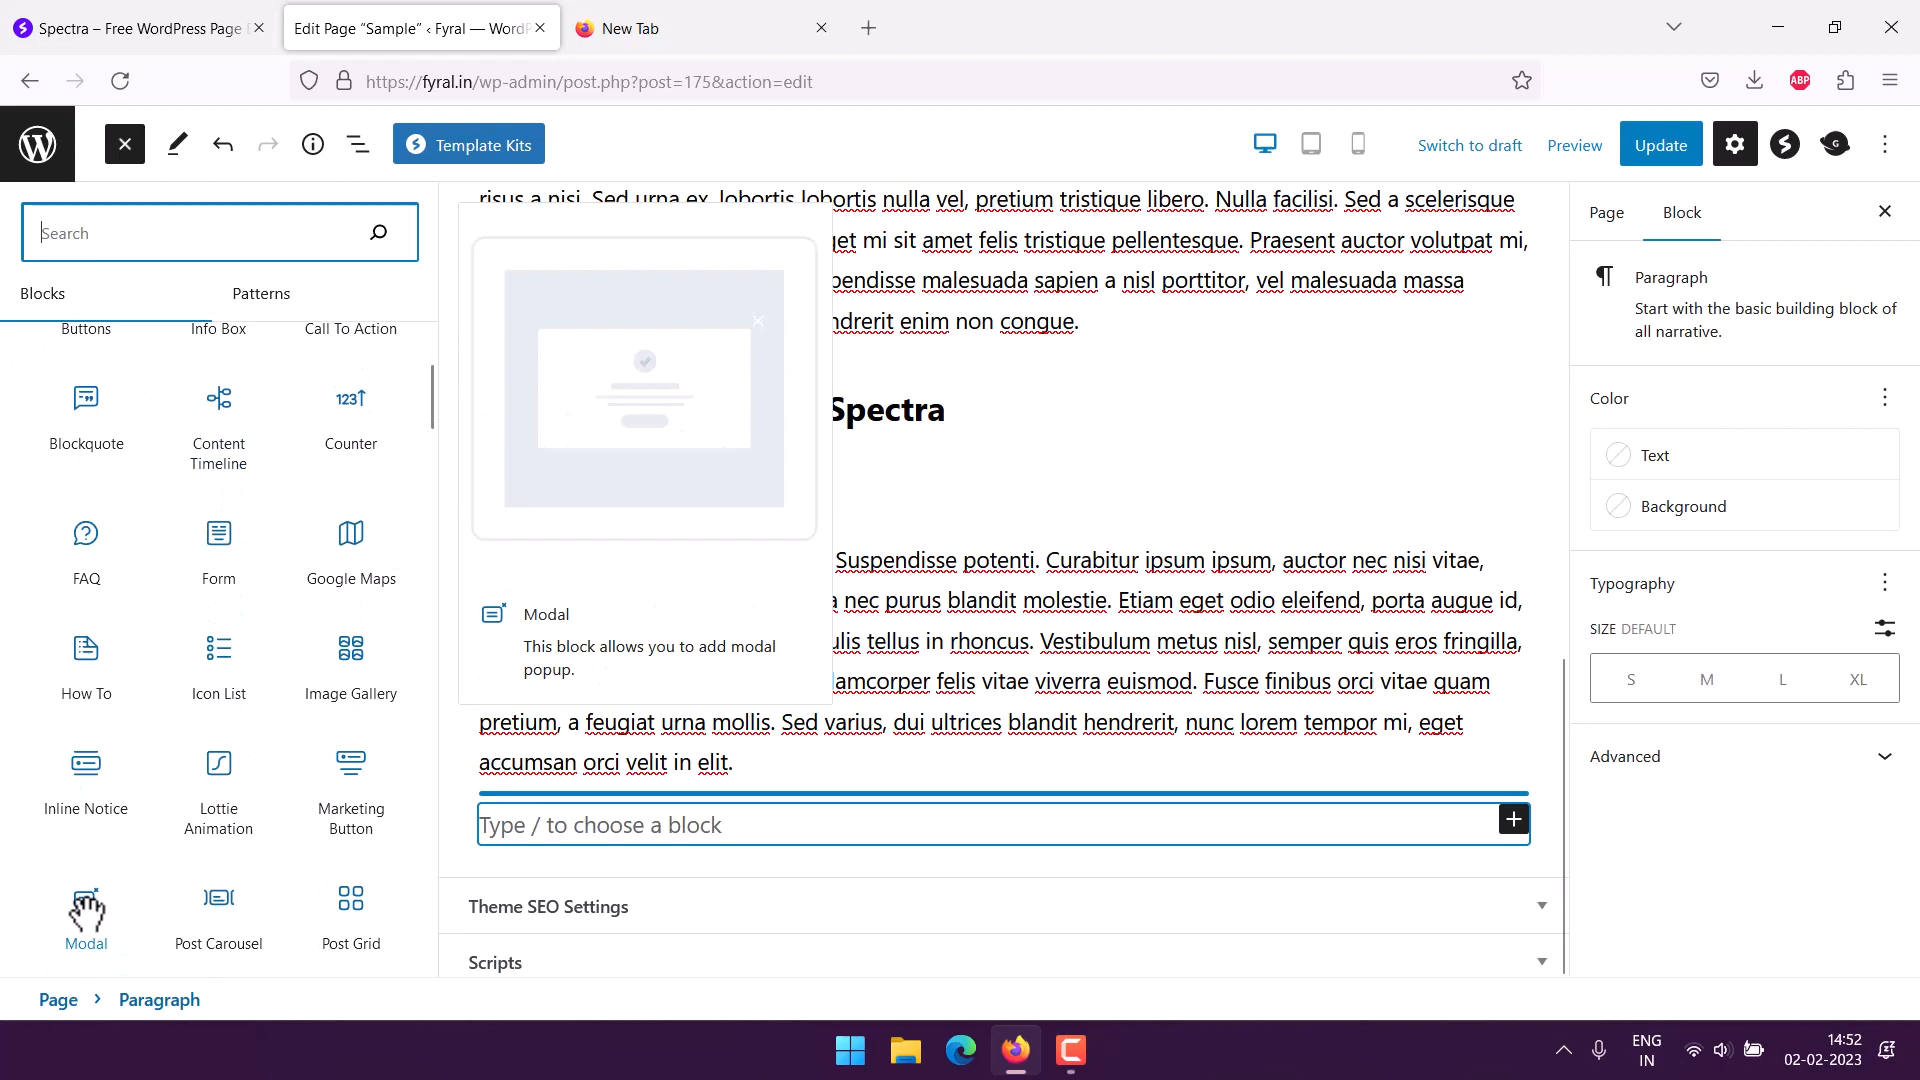 Spectra – Free WordPress Page
Edit Page “Sample” ‹ Fyral — WordP
New Tab
https://fyral.in/wp-admin/post.php?post=175&action=edit
ABP
Template Kits
Switch to draft
Preview
Update
G
Search
Blocks
Patterns
Buttons
Info Box
Call To Action
Blockquote
Content
Timeline
123↑
Counter
FAQ
Form
Google Maps
How To
Icon List
Image Gallery
Inline Notice
Lottie
Animation
Marketing
Button
Modal
Post Carousel
Post Grid
Modal
This block allows you to add modal
popup.
risus a nisi. Sed urna ex, lobortis lobortis nulla vel, pretium tristique libero. Nulla facilisi. Sed a scelerisque
get mi sit amet felis tristique pellentesque. Praesent auctor volutpat mi,
pendisse malesuada sapien a nisl porttitor, vel malesuada massa
ndrerit enim non congue.
Spectra
Suspendisse potenti. Curabitur ipsum ipsum, auctor nec nisi vitae,
a nec purus blandit molestie. Etiam eget odio eleifend, porta augue id,
ulis tellus in rhoncus. Vestibulum metus nisl, semper quis eros fringilla,
lamcorper felis vitae viverra euismod. Fusce finibus orci vitae quam
pretium, a feugiat urna mollis. Sed varius, dui ultrices blandit hendrerit, nunc lorem tempor mi, eget
accumsan orci velit in elit.
Type / to choose a block
Theme SEO Settings
Scripts
Page
Block
Paragraph
Start with the basic building block of
all narrative.
Color
Text
Background
Typography
SIZE DEFAULT
S M L XL
Advanced
Page › Paragraph
ENG
IN
14:52
02-02-2023